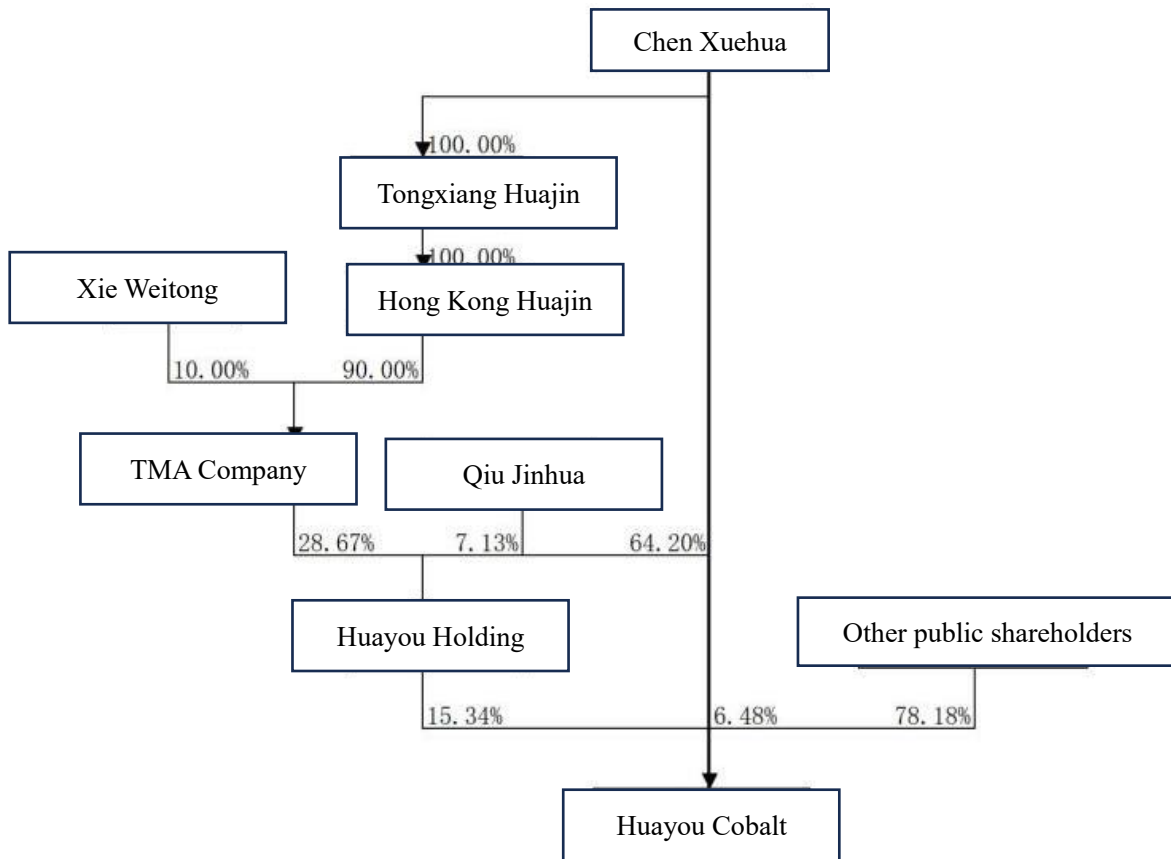 Chen Xuehua
100.00%
Tongxiang Huajin
100.00%
Xie Weitong
Hong Kong Huajin
10.00%
90.00%
TMA Company
Qiu Jinhua
28.67%
7.13%
64.20%
Huayou Holding
Other public shareholders
15.34%
6.48%
78.18%
Huayou Cobalt